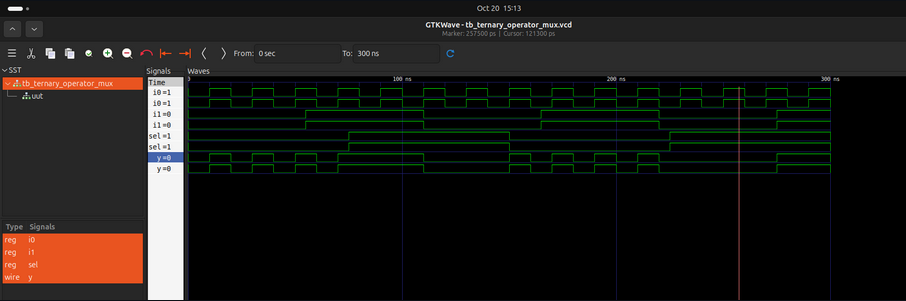 Oct 20 15:13
GTKWave - tb_ternary_operator_mux.vcd
Marker: 257500 ps | Cursor: 121300 ps
From: 0 sec To: 300 ns
SST
tb_ternary_operator_mux
uut
Type Signals
reg i0
reg i1
reg sel
wire y
Signals
Time
i0=1
i0=1
i1=0
i1=0
sel=1
sel=1
y=0
y=0
Waves
0 100 ns 200 ns 300 ns